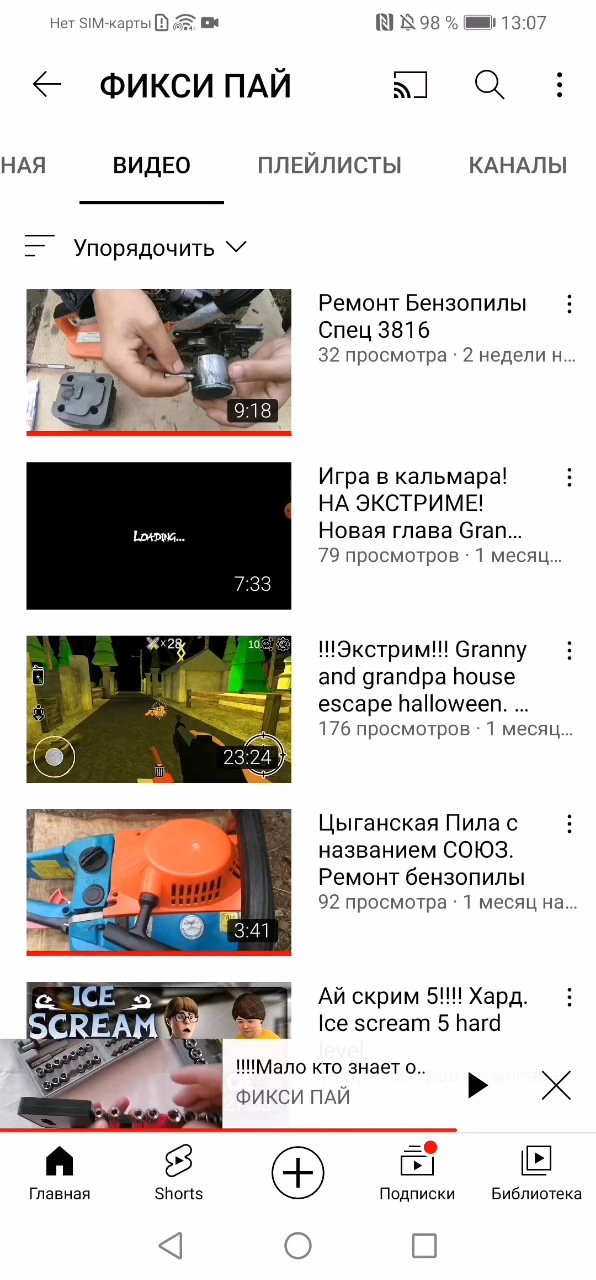 Нет SIM-карты
98 %
13:07
ФИКСИ ПАЙ
НАЯ
ВИДЕО
ПЛЕЙЛИСТЫ
КАНАЛЫ
Упорядочить
9:18
Ремонт Бензопилы
Спец 3816
32 просмотра · 2 недели н...
LOADING...
7:33
Игра в кальмара!
НА ЭКСТРИМЕ!
Новая глава Gran...
79 просмотров · 1 месяц...
×28
10
23:24
!!!Экстрим!!! Granny
and grandpa house
escape halloween. ...
176 просмотров · 1 месяц...
3:41
Цыганская Пила с
названием СОЮЗ.
Ремонт бензопилы
92 просмотра · 1 месяц на...
ICE
SCREAM
Ай скрим 5!!!! Хард.
Ice scream 5 hard
level
!!!!Мало кто знает о..
ФИКСИ ПАЙ
Главная
Shorts
Подписки
Библиотека